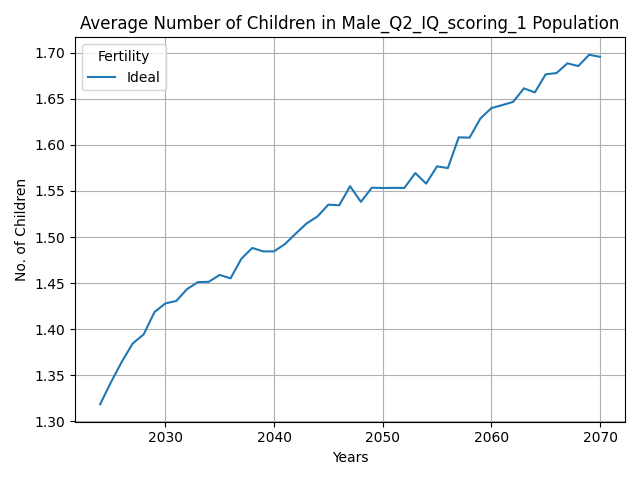 Average Number of Children in Male_Q2_IQ_scoring_1 Population
Fertility
Ideal
No. of Children
1.70
1.65
1.60
1.55
1.50
1.45
1.40
1.35
1.30
2030 2040 2050 2060 2070
Years